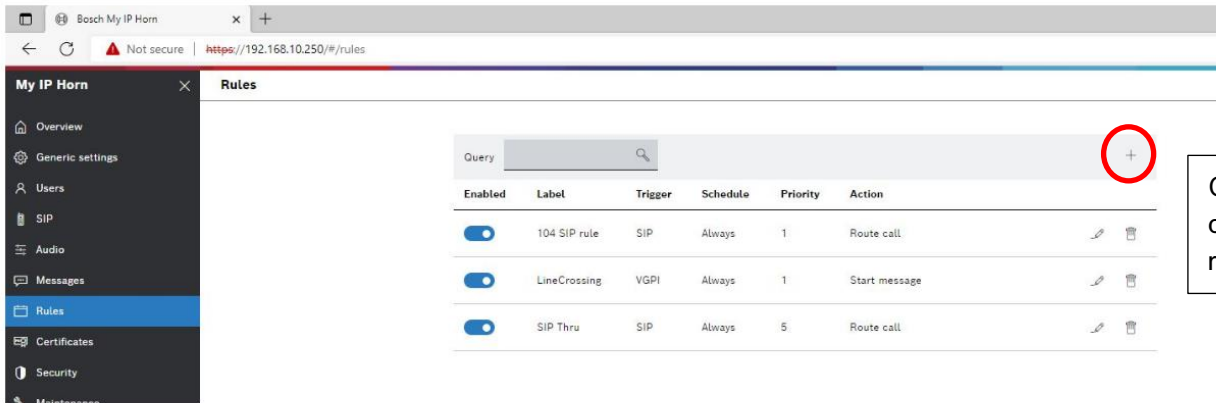 Bosch My IP Horn
Not secure https://192.168.10.250/#/rules
My IP Horn
Rules
Overview
Generic settings
Users
SIP
Audio
Messages
Rules
Certificates
Security
Maintenance
Query
Enabled Label Trigger Schedule Priority Action
104 SIP rule SIP Always 1 Route call
LineCrossing VGPI Always 1 Start message
SIP Thru SIP Always 5 Route call